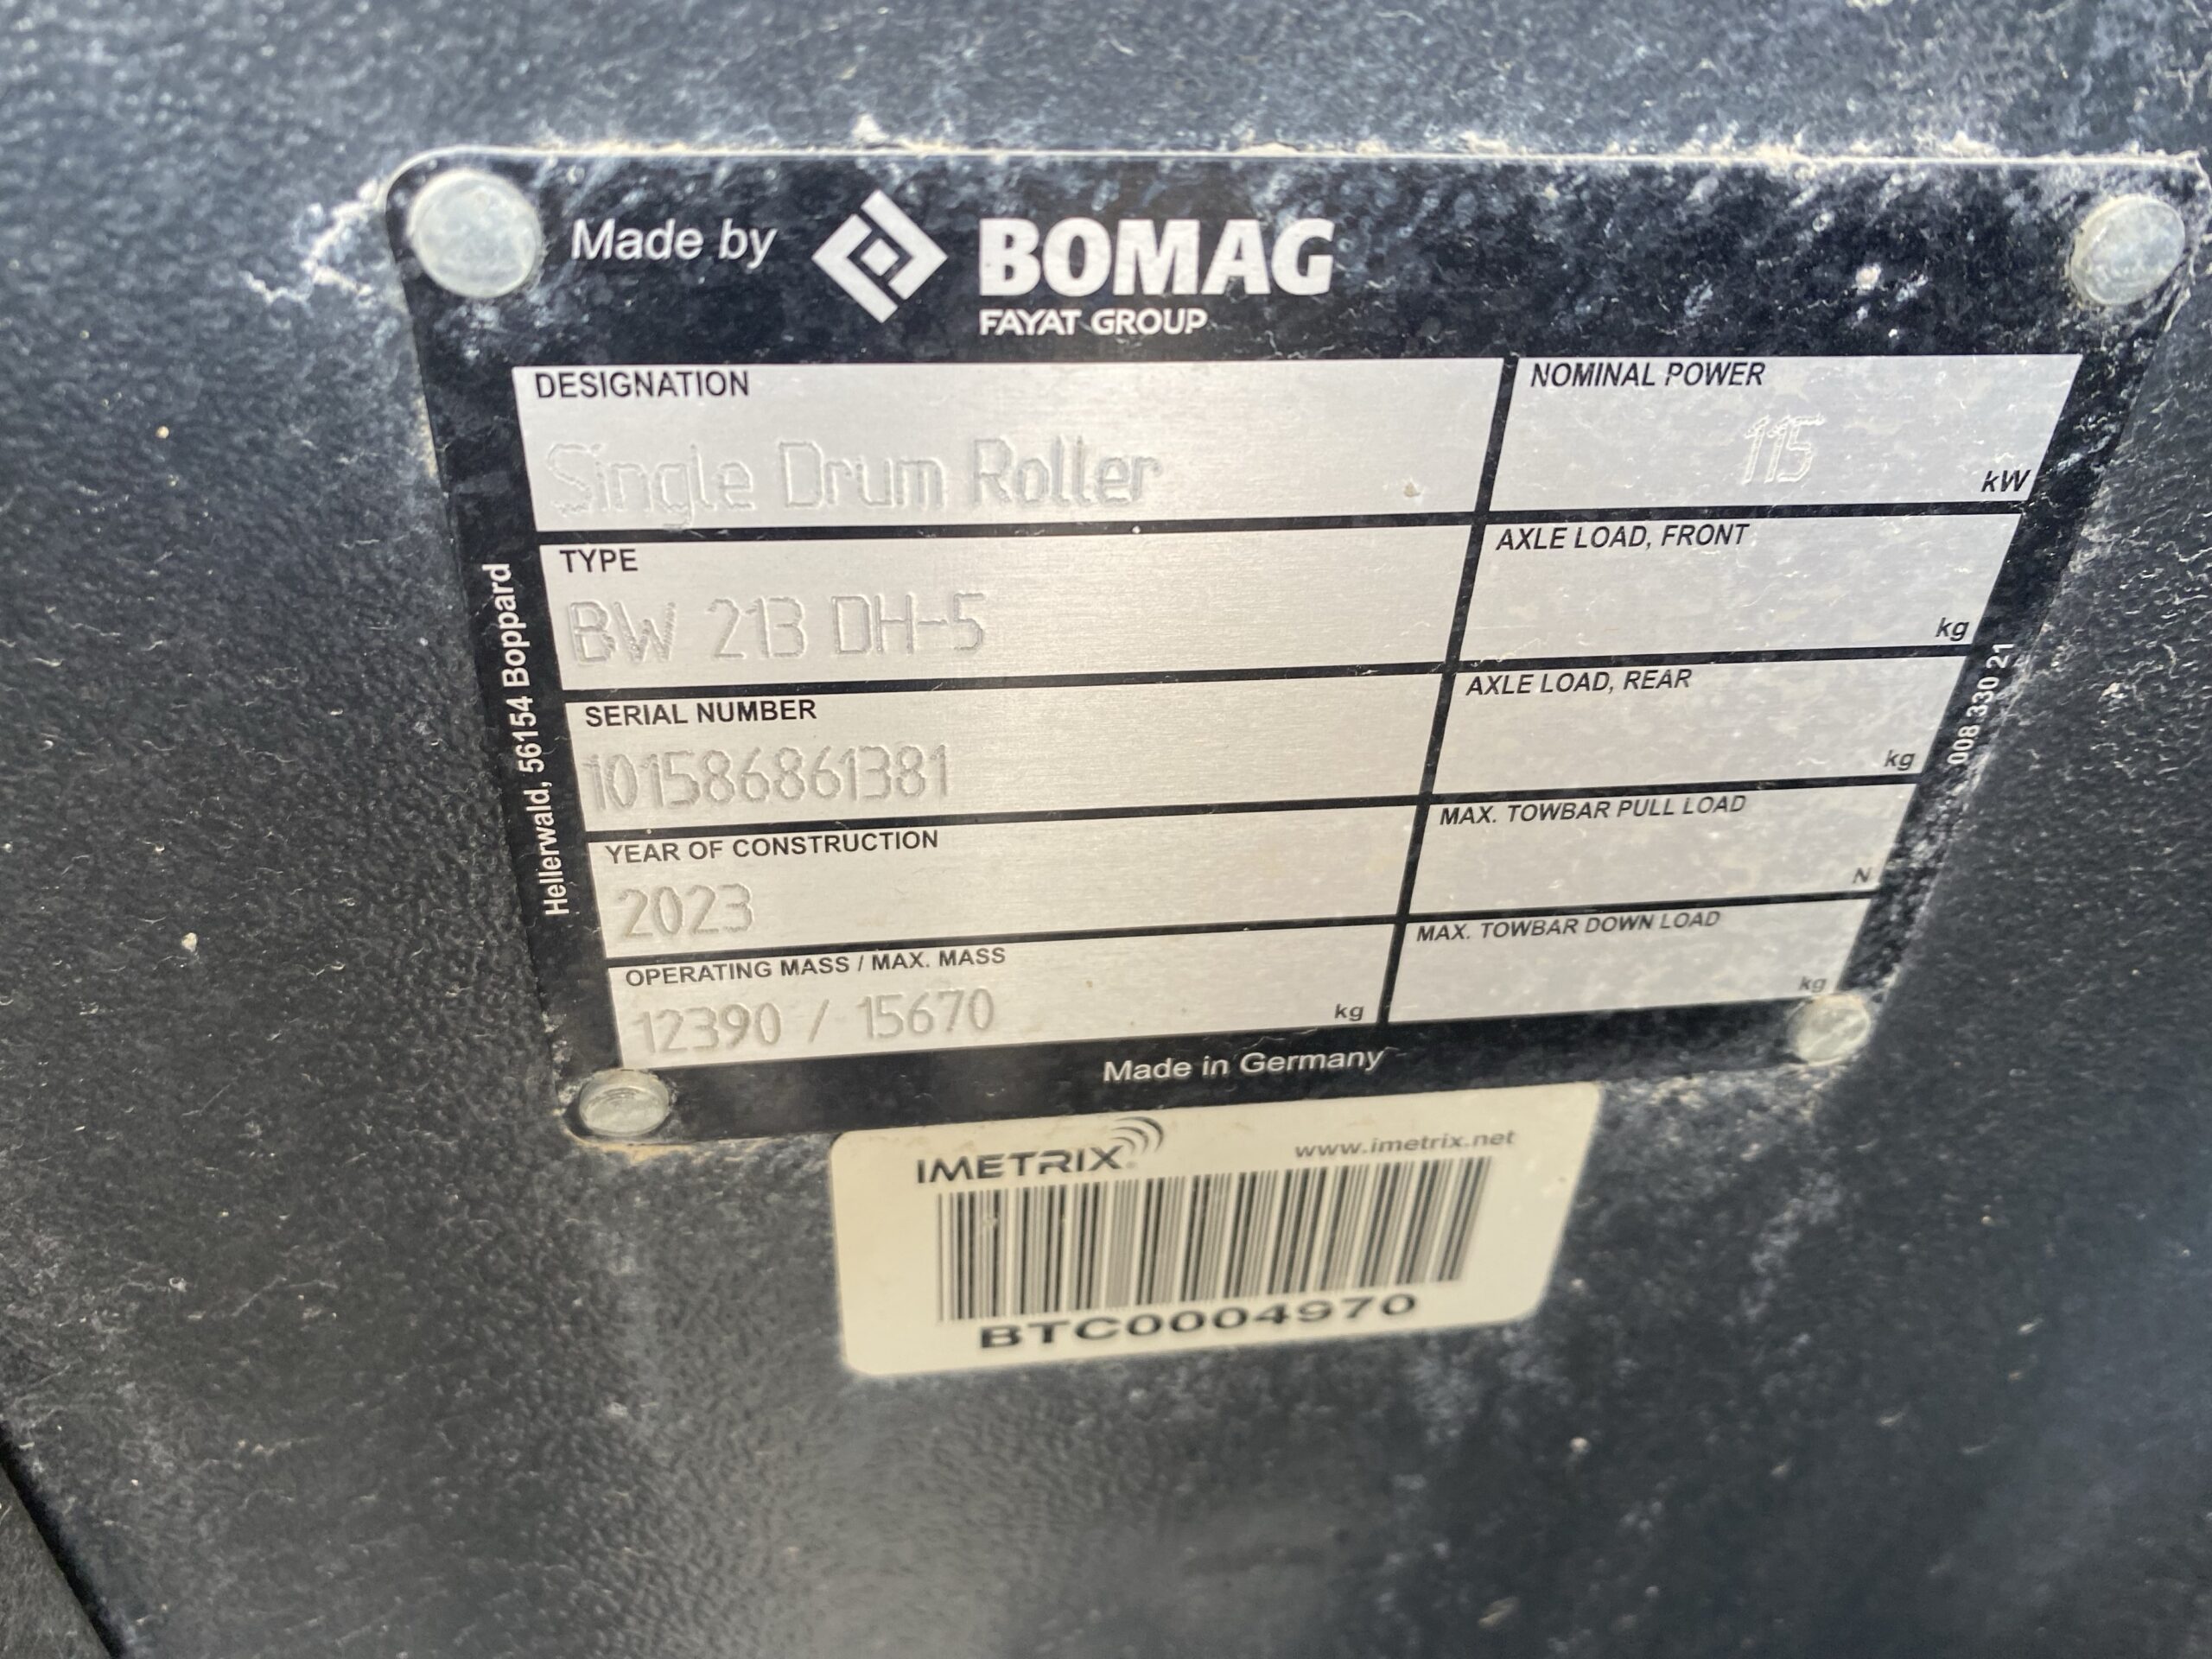 Made by BOMAG
FAYAT GROUP
DESIGNATION
Single Drum Roller
NOMINAL POWER
115
kW
TYPE
BW 213 DH-5
AXLE LOAD, FRONT
kg
SERIAL NUMBER
101586861381
AXLE LOAD, REAR
kg
YEAR OF CONSTRUCTION
2023
MAX. TOWBAR PULL LOAD
N
OPERATING MASS / MAX. MASS
12390 / 15670
kg
MAX. TOWBAR DOWN LOAD
kg
Hellerwald, 56154 Boppard
008 330 21
Made in Germany
IMETRIX
www.imetrix.net
BTC0004970